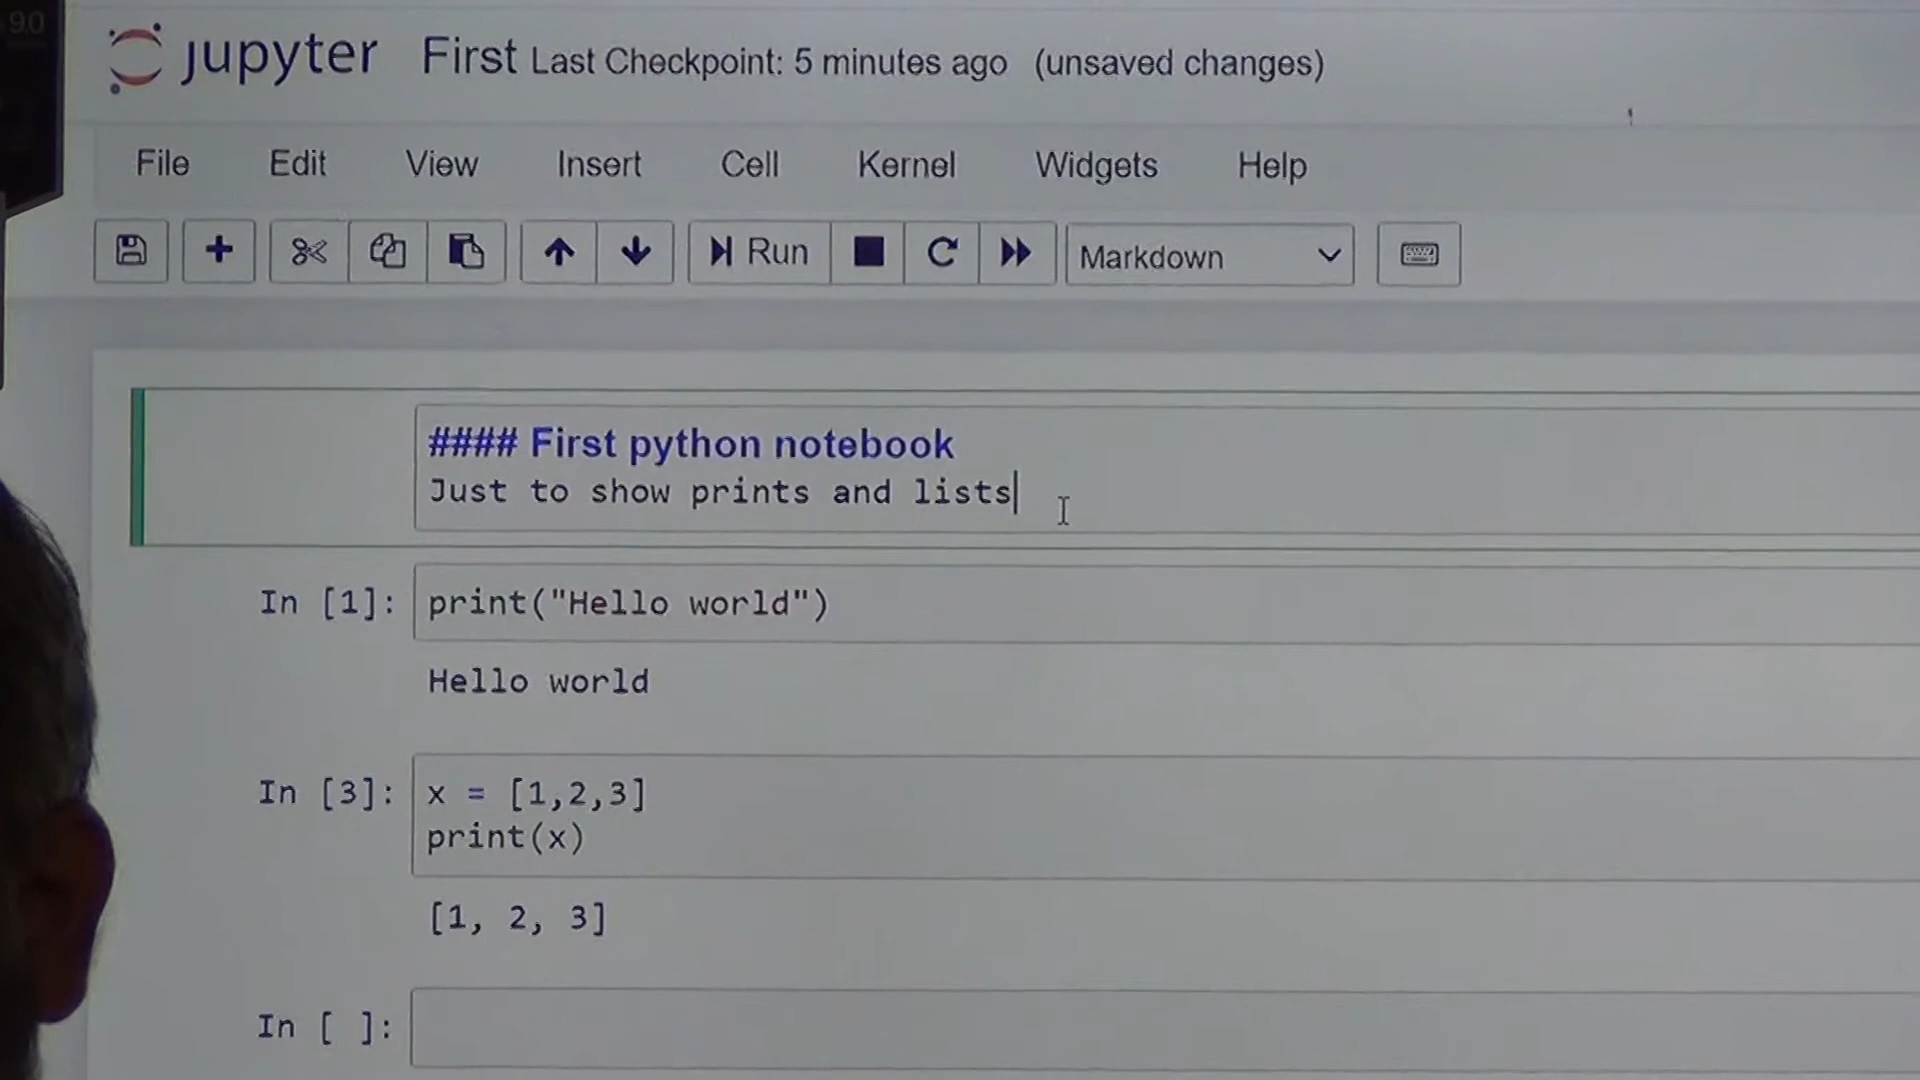 90
jupyter First Last Checkpoint: 5 minutes ago (unsaved changes)
File Edit View Insert Cell Kernel Widgets Help
Run Markdown
#### First python notebook
Just to show prints and lists
In [1]: print("Hello world")
Hello world
In [3]: x = [1,2,3]
print(x)
[1, 2, 3]
In [ ]: